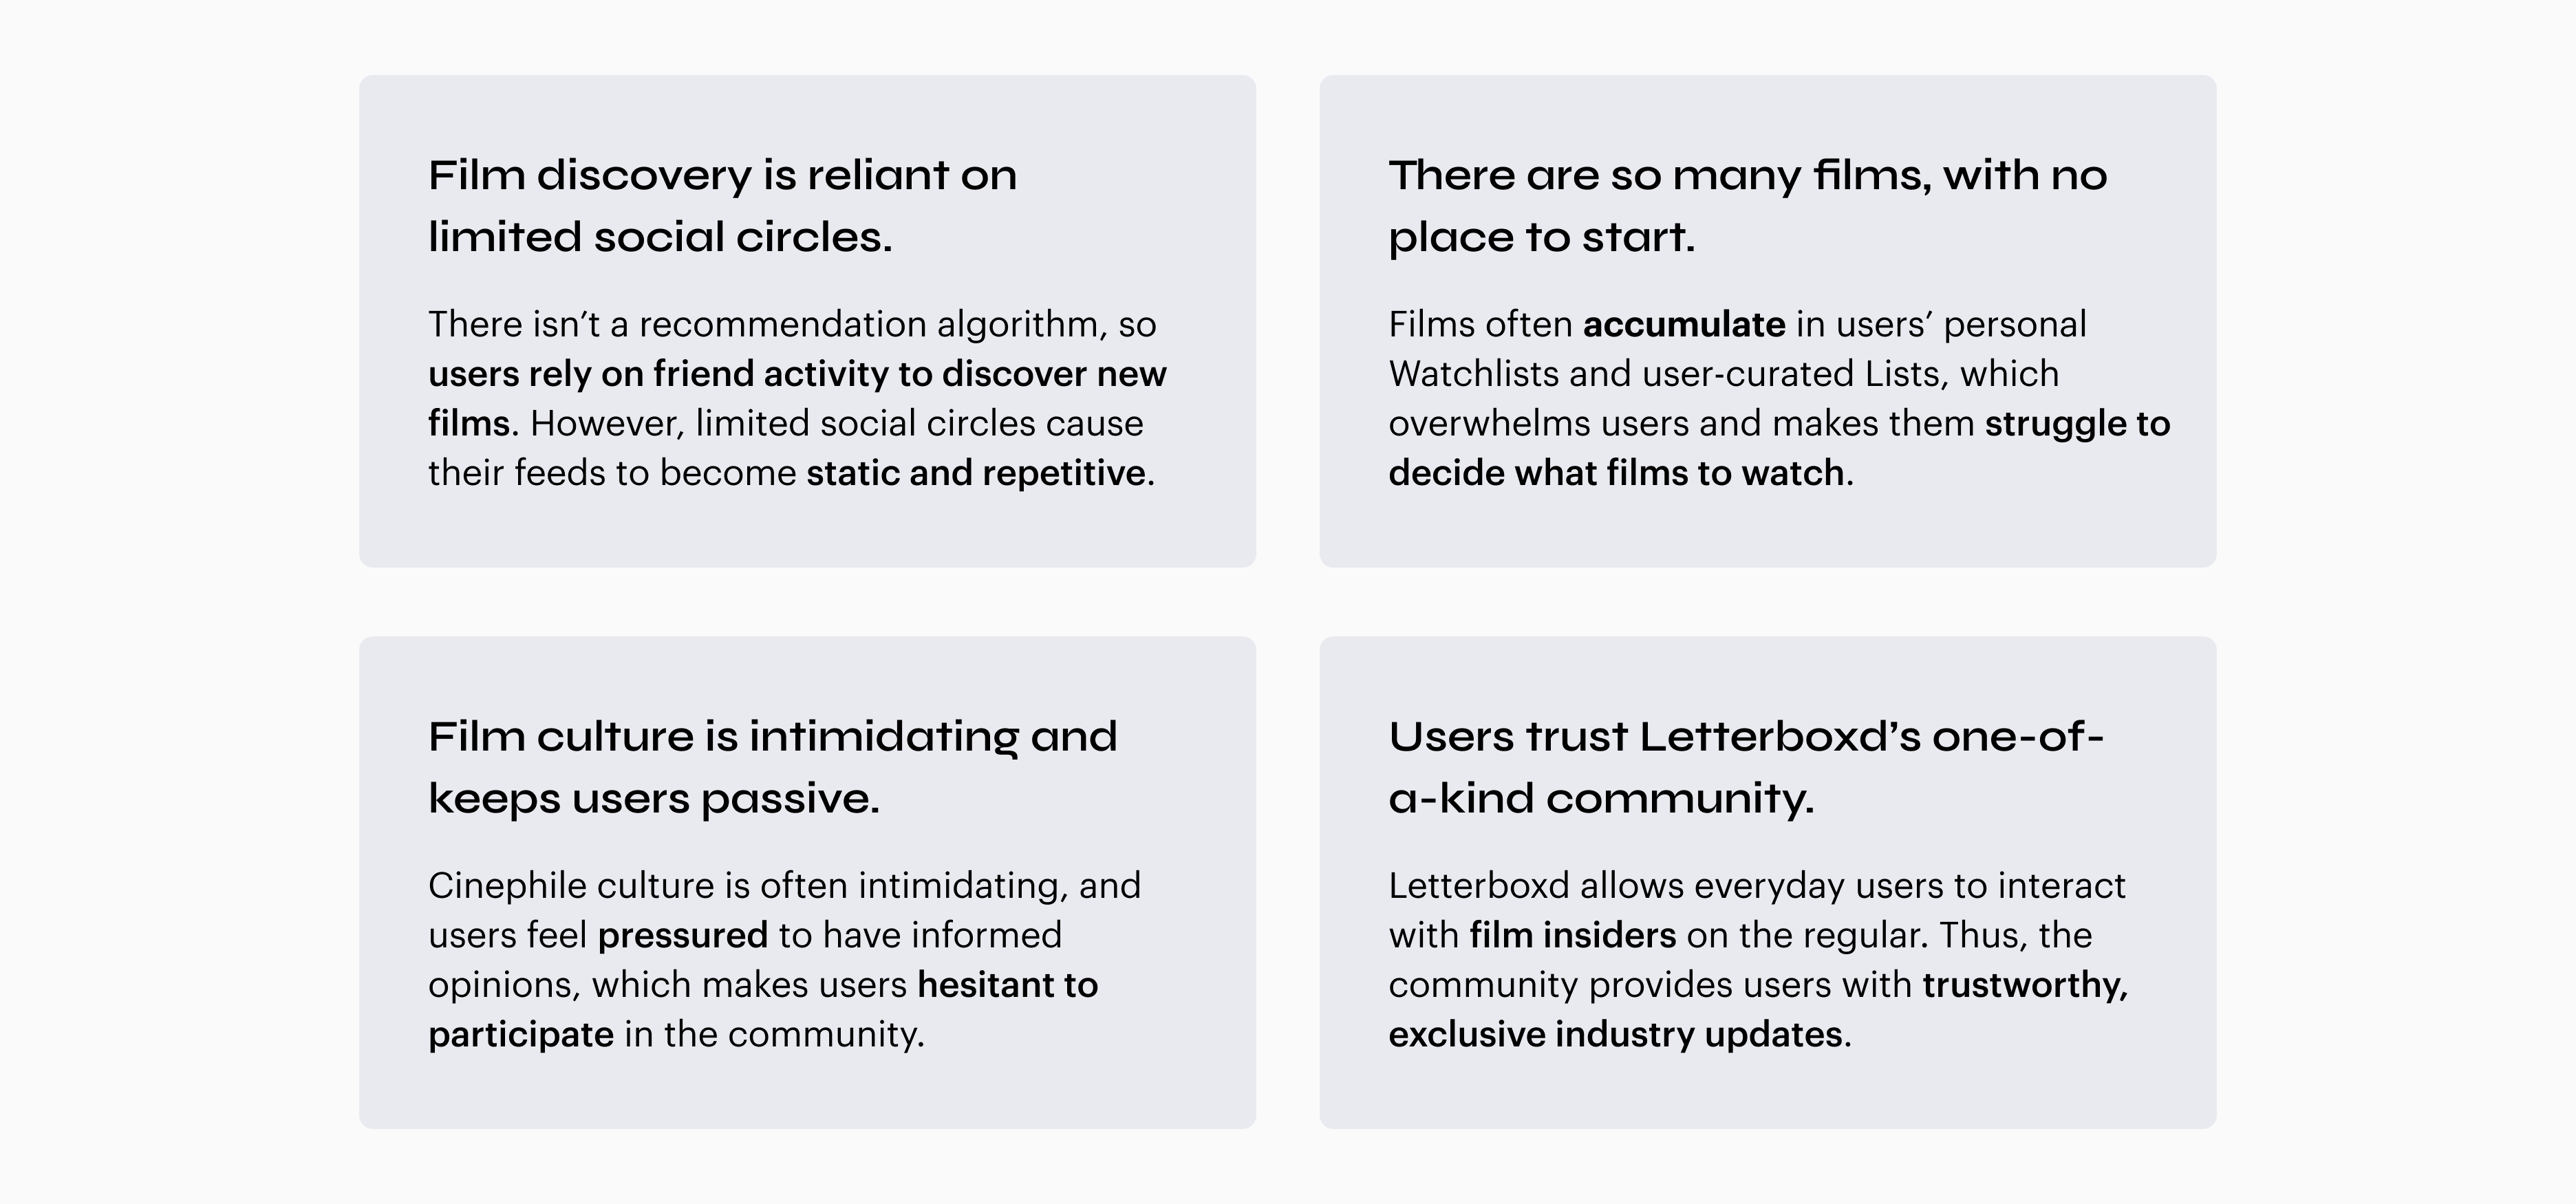 Film discovery is reliant on
limited social circles.
There isn’t a recommendation algorithm, so
users rely on friend activity to discover new
films. However, limited social circles cause
their feeds to become static and repetitive.
There are so many films, with no
place to start.
Films often accumulate in users’ personal
Watchlists and user-curated Lists, which
overwhelms users and makes them struggle to
decide what films to watch.
Film culture is intimidating and
keeps users passive.
Cinephile culture is often intimidating, and
users feel pressured to have informed
opinions, which makes users hesitant to
participate in the community.
Users trust Letterboxd’s one-of-
a-kind community.
Letterboxd allows everyday users to interact
with film insiders on the regular. Thus, the
community provides users with trustworthy,
exclusive industry updates.